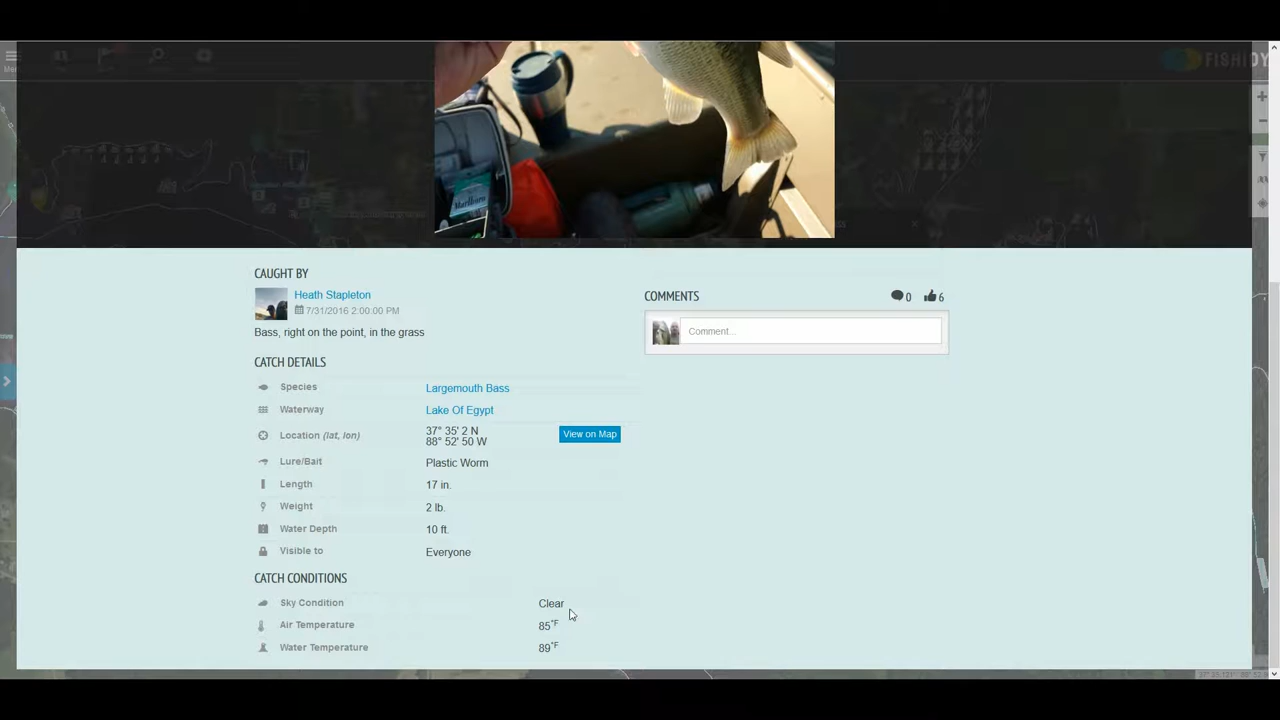 FISHIDY
Marlboro
CAUGHT BY
Heath Stapleton
7/31/2016 2:00:00 PM
Bass, right on the point, in the grass
COMMENTS
0
6
Comment...
CATCH DETAILS
Species Largemouth Bass
Waterway Lake Of Egypt
Location (lat, lon) 37° 35' 2 N
88° 52' 50 W
View on Map
Lure/Bait Plastic Worm
Length 17 in.
Weight 2 lb.
Water Depth 10 ft.
Visible to Everyone
CATCH CONDITIONS
Sky Condition Clear
Air Temperature 85°F
Water Temperature 89°F